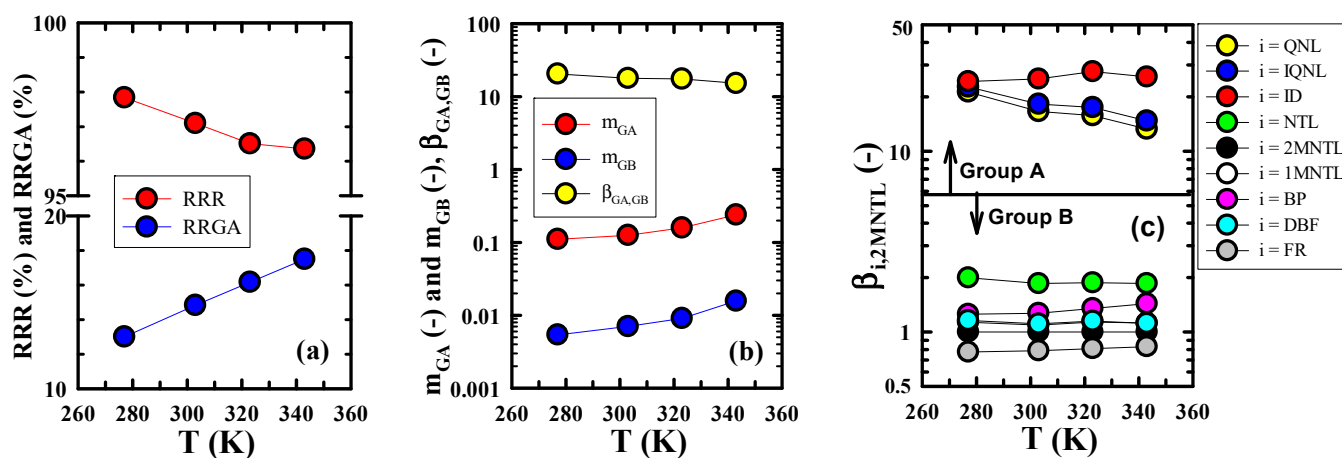 RRR (%) and RRGA (%)
100
95
20
10
RRR
RRGA
(a)
260 280 300 320 340 360
T (K)
m_GA (-) and m_GB (-), β_GA,GB (-)
100
10
1
0.1
0.01
0.001
m_GA
m_GB
β_GA,GB
(b)
260 280 300 320 340 360
T (K)
β_i,2MNTL (-)
50
10
1
0.5
Group A
Group B
(c)
260 280 300 320 340 360
T (K)
i = QNL
i = IQNL
i = ID
i = NTL
i = 2MNTL
i = 1MNTL
i = BP
i = DBF
i = FR